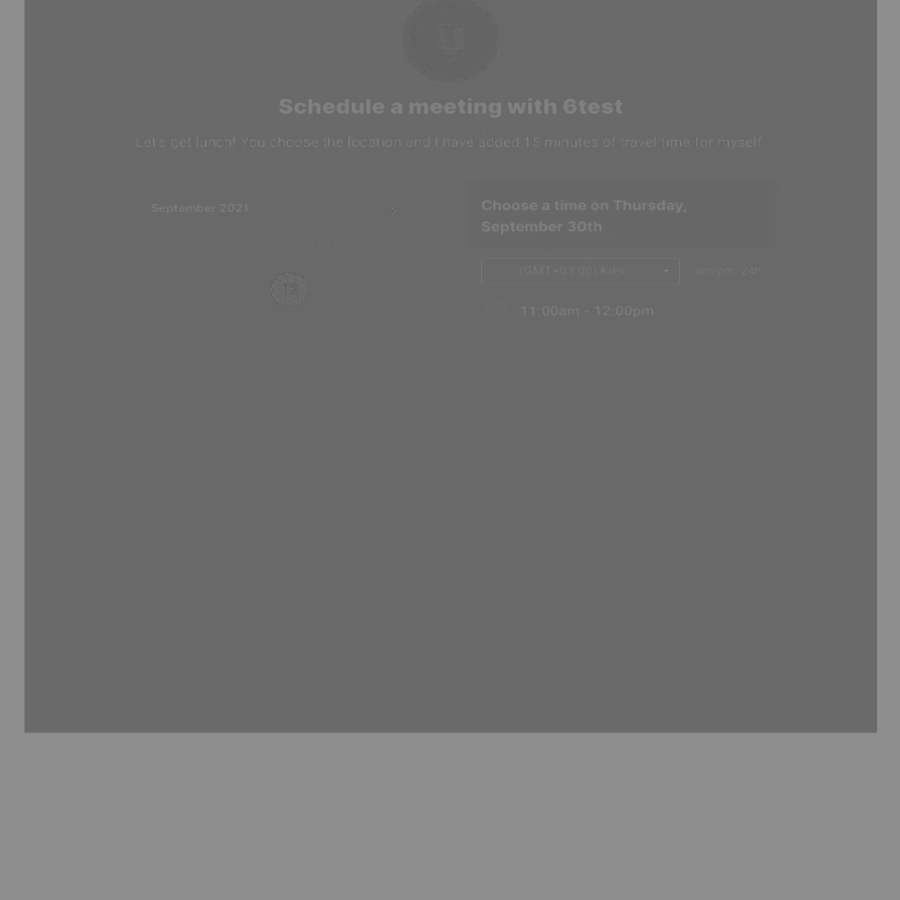 Schedule a meeting with 6test
Let's get lunch! You choose the location and I have added 15 minutes of travel time for myself.
September 2021
Choose a time on Thursday,
September 30th
(GMT+03:00) Kiev
am/pm 24h
11:00am - 12:00pm